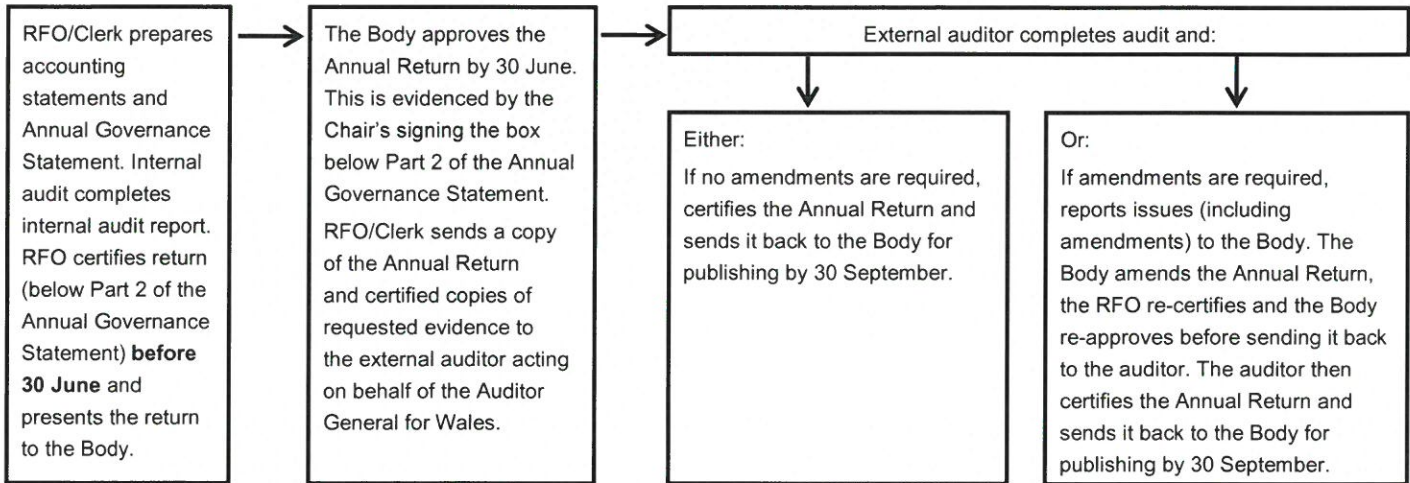 RFO/Clerk prepares
accounting
statements and
Annual Governance
Statement. Internal
audit completes
internal audit report.
RFO certifies return
(below Part 2 of the
Annual Governance
Statement) before
30 June and
presents the return
to the Body.
The Body approves the
Annual Return by 30 June.
This is evidenced by the
Chair's signing the box
below Part 2 of the Annual
Governance Statement.
RFO/Clerk sends a copy
of the Annual Return
and certified copies of
requested evidence to
the external auditor acting
on behalf of the Auditor
General for Wales.
External auditor completes audit and:
Either:
If no amendments are required,
certifies the Annual Return and
sends it back to the Body for
publishing by 30 September.
Or:
If amendments are required,
reports issues (including
amendments) to the Body. The
Body amends the Annual Return,
the RFO re-certifies and the Body
re-approves before sending it back
to the auditor. The auditor then
certifies the Annual Return and
sends it back to the Body for
publishing by 30 September.